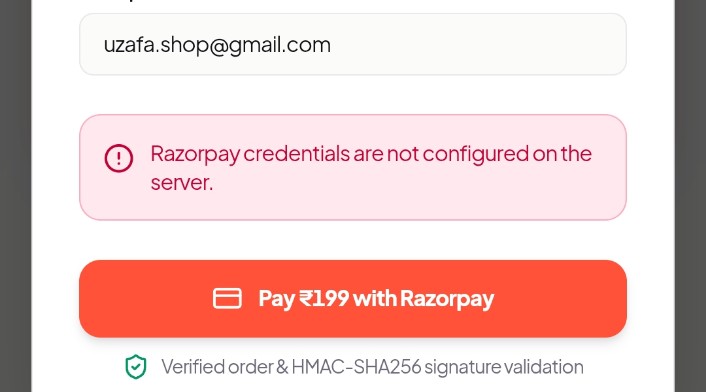 uzafa.shop@gmail.com
Razorpay credentials are not configured on the
server.
Pay ₹199 with Razorpay
Verified order & HMAC-SHA256 signature validation